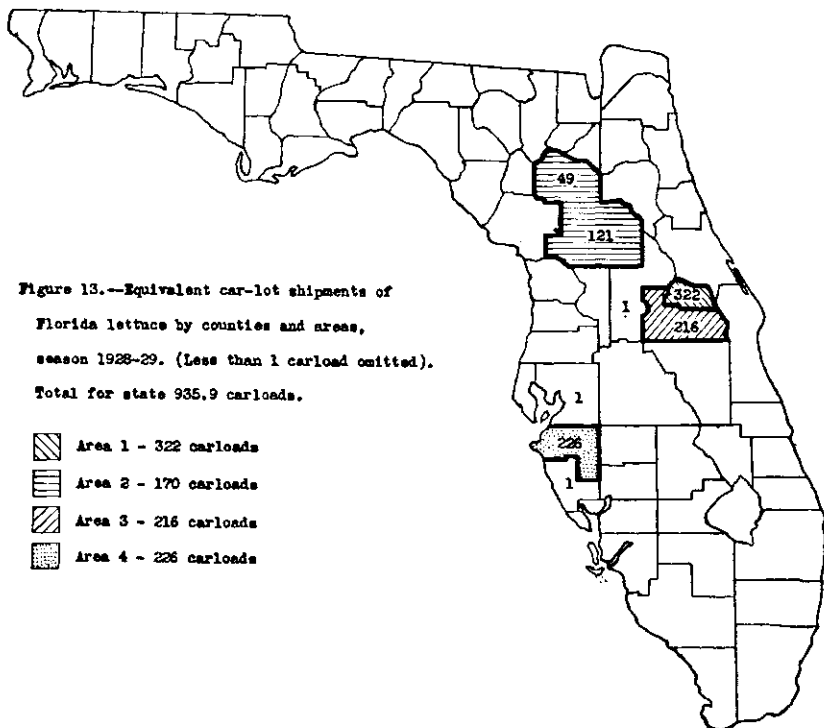 Figure 13.--Equivalent car-lot shipments of
Florida lettuce by counties and areas,
season 1928-29. (Less than 1 carload omitted).
Total for state 935.9 carloads.
Area 1 - 322 carloads
Area 2 - 170 carloads
Area 3 - 216 carloads
Area 4 - 226 carloads
49
121
1
322
216
1
226
1